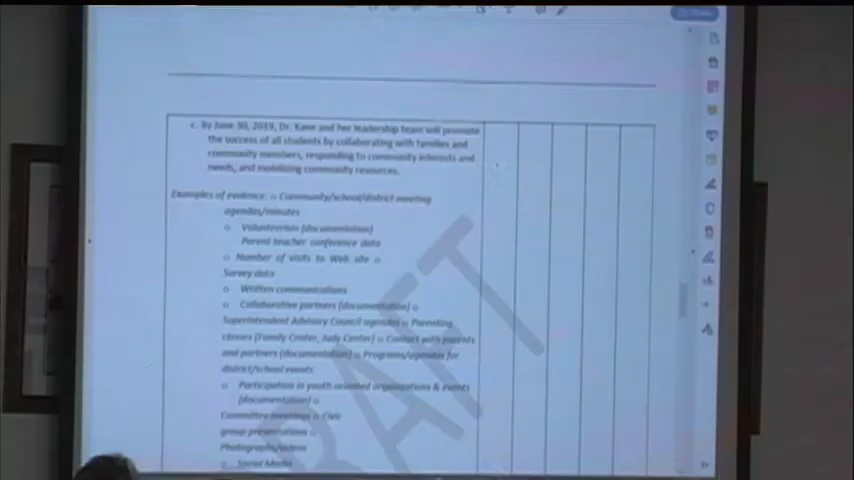 c. By June 30, 2019, Dr. Kane and her leadership team will promote
the success of all students by collaborating with families and
community members, responding to community interests and
needs, and mobilizing community resources.
Examples of evidence: o Community/school/district meeting
agendas/minutes
o Volunteerism (documentation)
Parent teacher conference data
o Number of visits to Web site o
Survey data
o Written communications
o Collaborative partners (documentation) o
Superintendent Advisory Council agendas o Parenting
classes (Family Center, Judy Center) o Contact with parents
and partners (documentation) o Programs/agendas for
district/school events
o Participation in youth oriented organizations & events
(documentation) o
Committee meetings o Civic
group presentations o
Photographs/videos
o Social Media
DRAFT